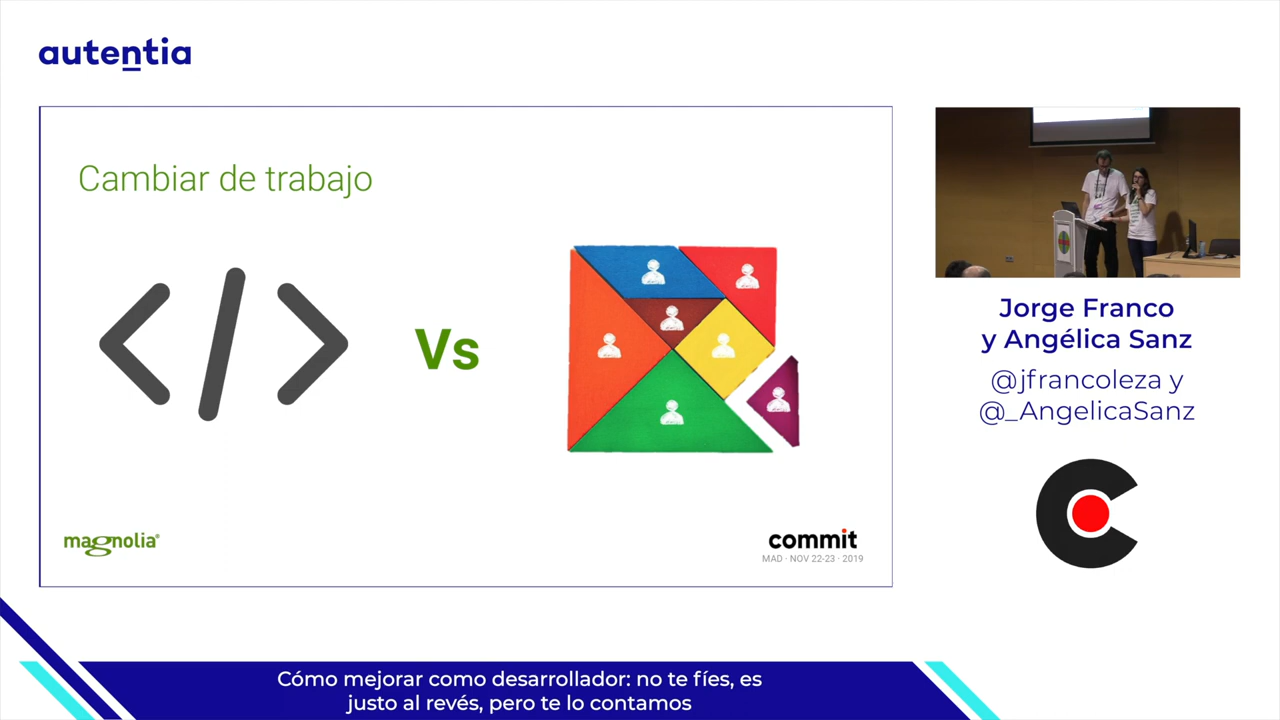 autentia
Cambiar de trabajo
Vs
magnolia®
commit
MAD · NOV 22-23 · 2019
Jorge Franco
y Angélica Sanz
@jfrancoleza y
@_AngelicaSanz
Cómo mejorar como desarrollador: no te fíes, es
justo al revés, pero te lo contamos